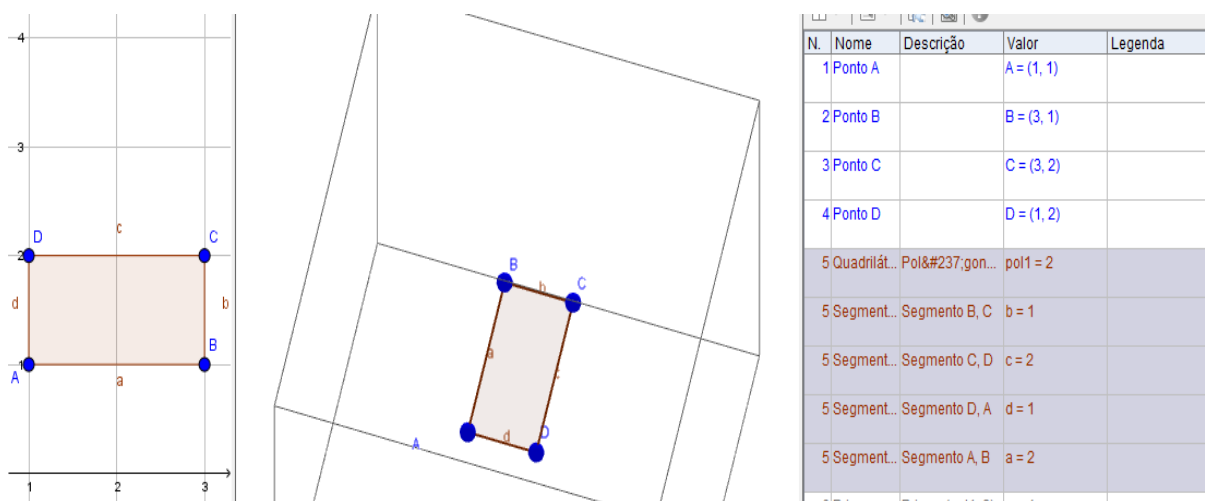 4
3
2
1
D
c
C
d
b
A
a
B
1
2
3
B
b
C
a
c
A
d
D
N. Nome Descrição Valor Legenda
1 Ponto A A = (1, 1)
2 Ponto B B = (3, 1)
3 Ponto C C = (3, 2)
4 Ponto D D = (1, 2)
5 Quadrilát... Pol&#237;gon... pol1 = 2
5 Segment... Segmento B, C b = 1
5 Segment... Segmento C, D c = 2
5 Segment... Segmento D, A d = 1
5 Segment... Segmento A, B a = 2